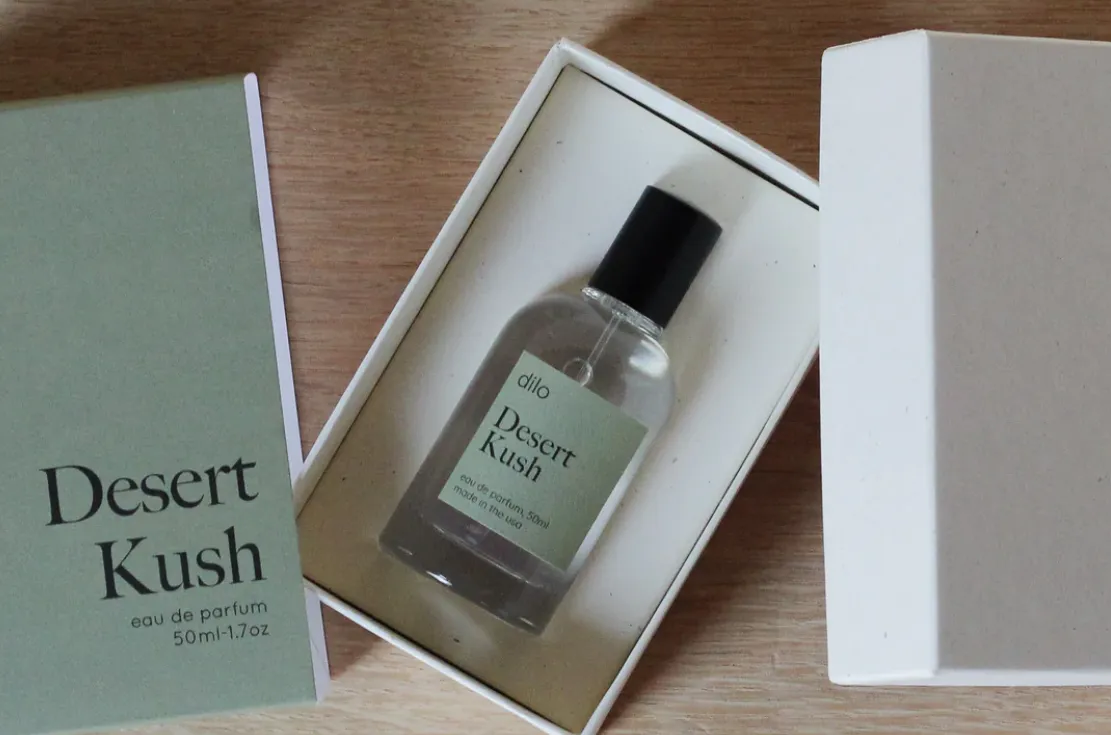 Desert
Kush
eau de parfum
50ml-1.7oz
dilo
Desert
Kush
eau de parfum, 50ml
made in the usa